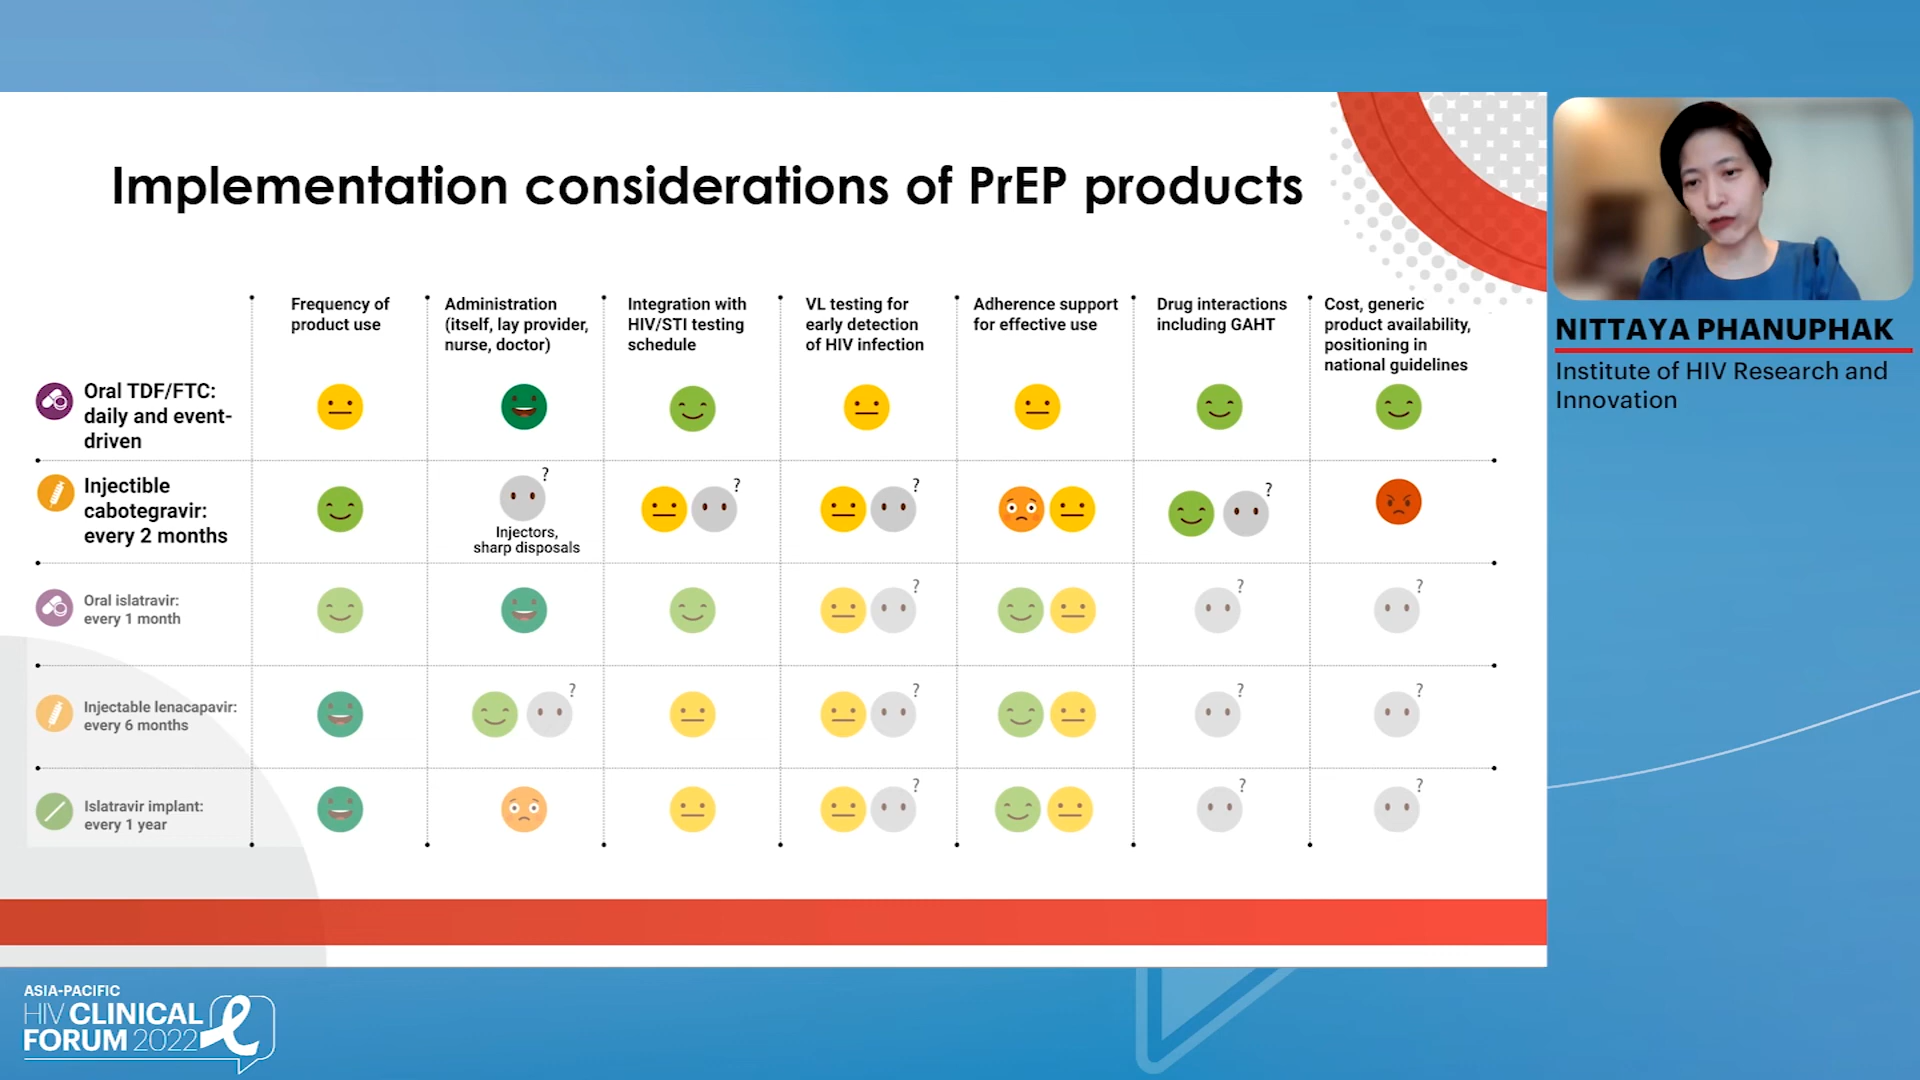 Implementation considerations of PrEP products
Frequency of
product use
Administration
(itself, lay provider,
nurse, doctor)
Integration with
HIV/STI testing
schedule
VL testing for
early detection
of HIV infection
Adherence support
for effective use
Drug interactions
including GAHT
Cost, generic
product availability,
positioning in
national guidelines
Oral TDF/FTC:
daily and event-
driven
Injectible
cabotegravir:
every 2 months
?
Injectors,
sharp disposals
?
?
?
Oral islatravir:
every 1 month
?
?
?
Injectable lenacapavir:
every 6 months
?
?
?
?
Islatravir implant:
every 1 year
?
?
?
NITTAYA PHANUPHAK
Institute of HIV Research and
Innovation
ASIA-PACIFIC
HIV CLINICAL
FORUM 2022